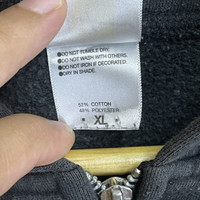 ●DO NOT TUMBLE DRY.
●DO NOT WASH WITH OTHERS.
●DO NOT IRON IF DECORATED.
●DRY IN SHADE.
52% COTTON
48% POLYESTER
XL